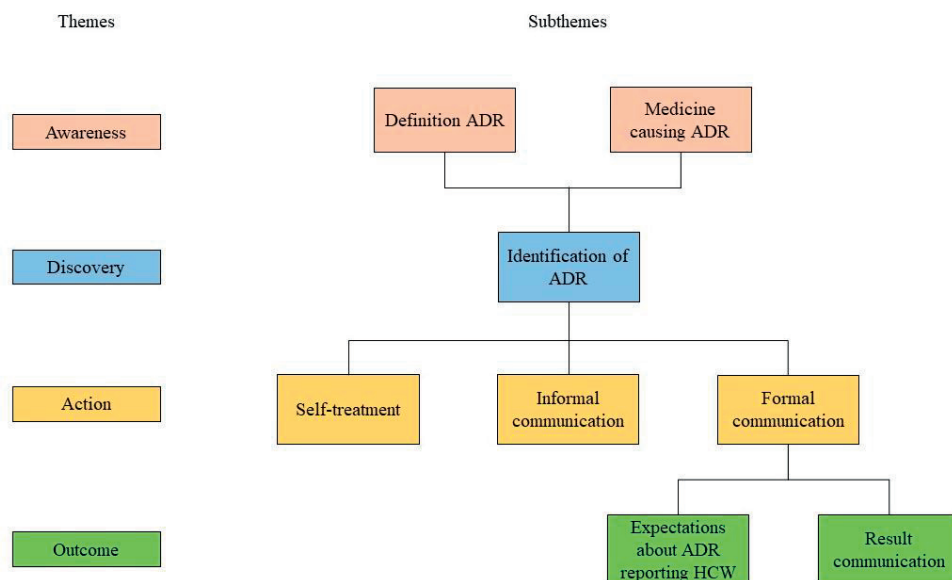 Themes
Subthemes
Awareness
Definition ADR
Medicine
causing ADR
Discovery
Identification of
ADR
Action
Self-treatment
Informal
communication
Formal
communication
Outcome
Expectations
about ADR
reporting HCW
Result
communication